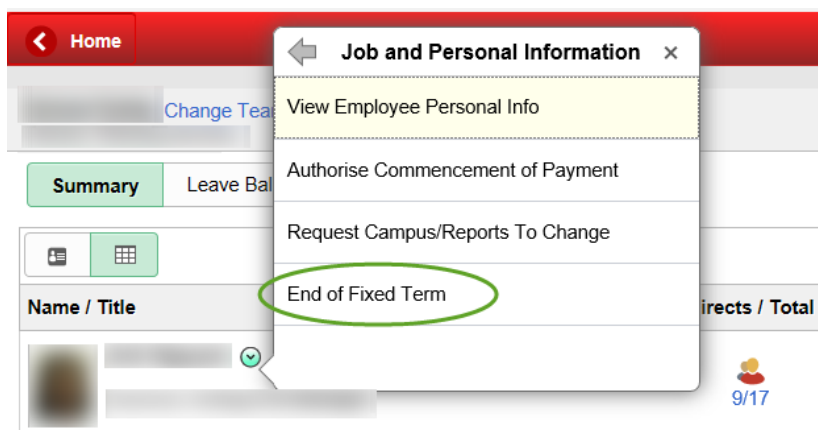 Home
Job and Personal Information ×
Change Tea
View Employee Personal Info
Summary
Leave Bal
Authorise Commencement of Payment
Request Campus/Reports To Change
End of Fixed Term
Name / Title
irects / Total
9/17